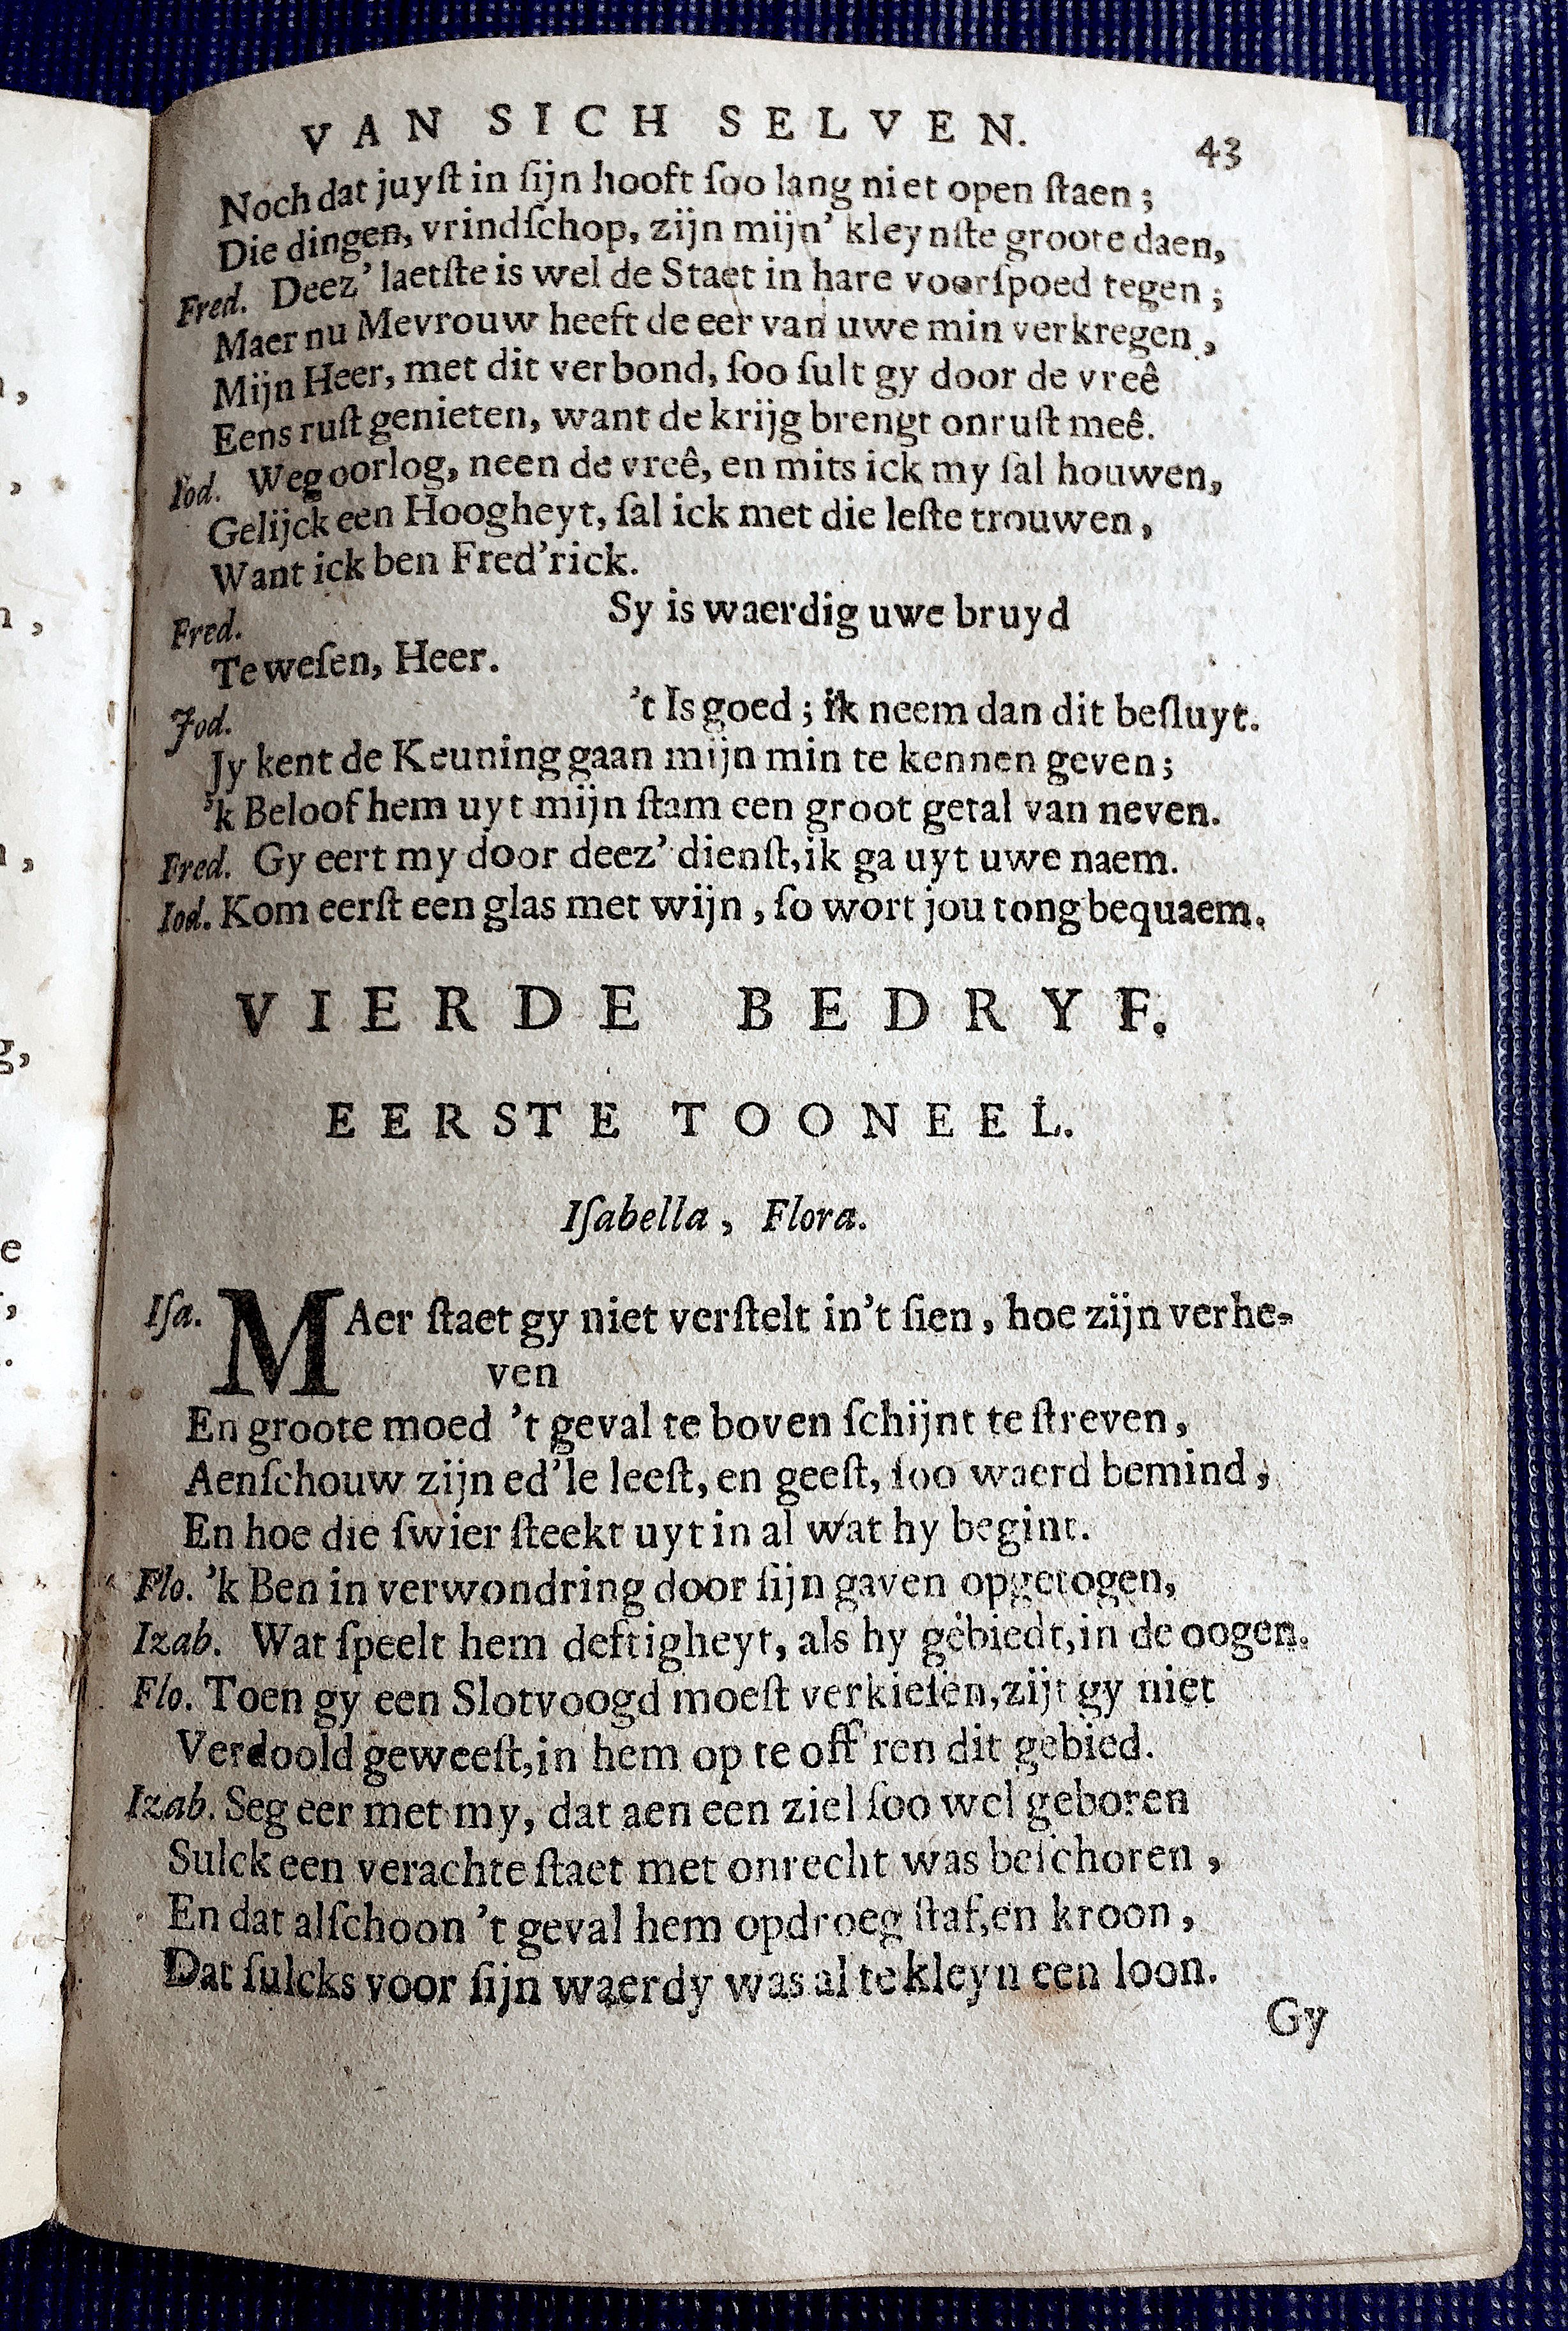 VAN SICH SELVEN. 43
Noch dat juyſt in ſijn hooft ſoo lang niet open ſtaen;
Die dingen, vrindſchop, zijn mijn' kleynſte groote daen,
Fred. Deez' laetſte is wel de Staet in hare voorſpoed tegen;
Maer nu Mevrouw heeft de eer van uwe min verkregen,
Mijn Heer, met dit verbond, ſoo ſult gy door de vreê
Eens ruſt genieten, want de krijg brengt onruſt meê.
Iod. Weg oorlog, neen de vreê, en mits ick my ſal houwen,
Gelijck een Hoogheyt, ſal ick met die leſte trouwen,
Want ick ben Fred'rick.
Fred. Sy is waerdig uwe bruyd
Te weſen, Heer.
Jod. 't Is goed; ik neem dan dit beſluyt.
Jy kent de Keuning gaan mijn min te kennen geven;
'k Beloof hem uyt mijn ſtam een groot getal van neven.
Fred. Gy eert my door deez' dienſt, ik ga uyt uwe naem.
Iod. Kom eerſt een glas met wijn, ſo wort jou tong bequaem.
VIERDE BEDRYF.
EERSTE TOONEEL.
Iſabella, Flora.
Iſa. MAer ſtaet gy niet verſtelt in't ſien, hoe zijn verhe-
ven
En groote moed 't geval te boven ſchijnt te ſtreven,
Aenſchouw zijn ed'le leeſt, en geeſt, ſoo waerd bemind,
En hoe die ſwier ſteekt uyt in al wat hy begint.
Flo. 'k Ben in verwondring door ſijn gaven opgetogen,
Izab. Wat ſpeelt hem deftigheyt, als hy gebiedt, in de oogen.
Flo. Toen gy een Slotvoogd moeſt verkieſen, zijt gy niet
Verdoold geweeſt, in hem op te off'ren dit gebied.
Izab. Seg eer met my, dat aen een ziel ſoo wel geboren
Sulck een verachte ſtaet met onrecht was beſchoren,
En dat alſchoon 't geval hem opdroeg ſtaf, en kroon,
Dat ſulcks voor ſijn waerdy was al te kleyn een loon.
Gy